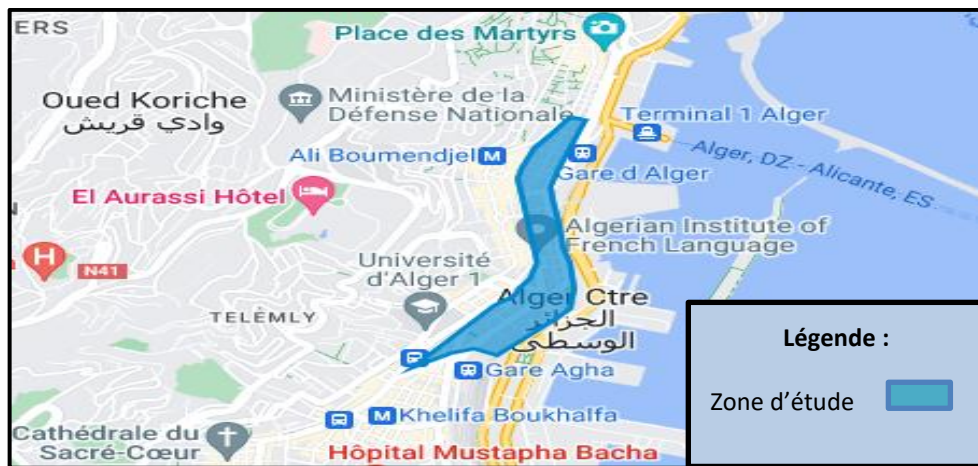 ERS
Place des Martyrs
Oued Koriche
وادي قريش
Ministère de la
Défense Nationale
Terminal 1 Alger
Ali Boumendjel M
Gare d Alger
Alger, DZ - Alicante, ES
El Aurassi Hôtel
Algerian Institute of
French Language
H
N41
Université
d'Alger 1
Alger Ctre
الجزائر
الوسطى
TELEMLY
Gare Agha
M Khelifa Boukhalfa
Cathédrale du
Sacré-Cœur
Hôpital Mustapha Bacha
Légende :
Zone d'étude